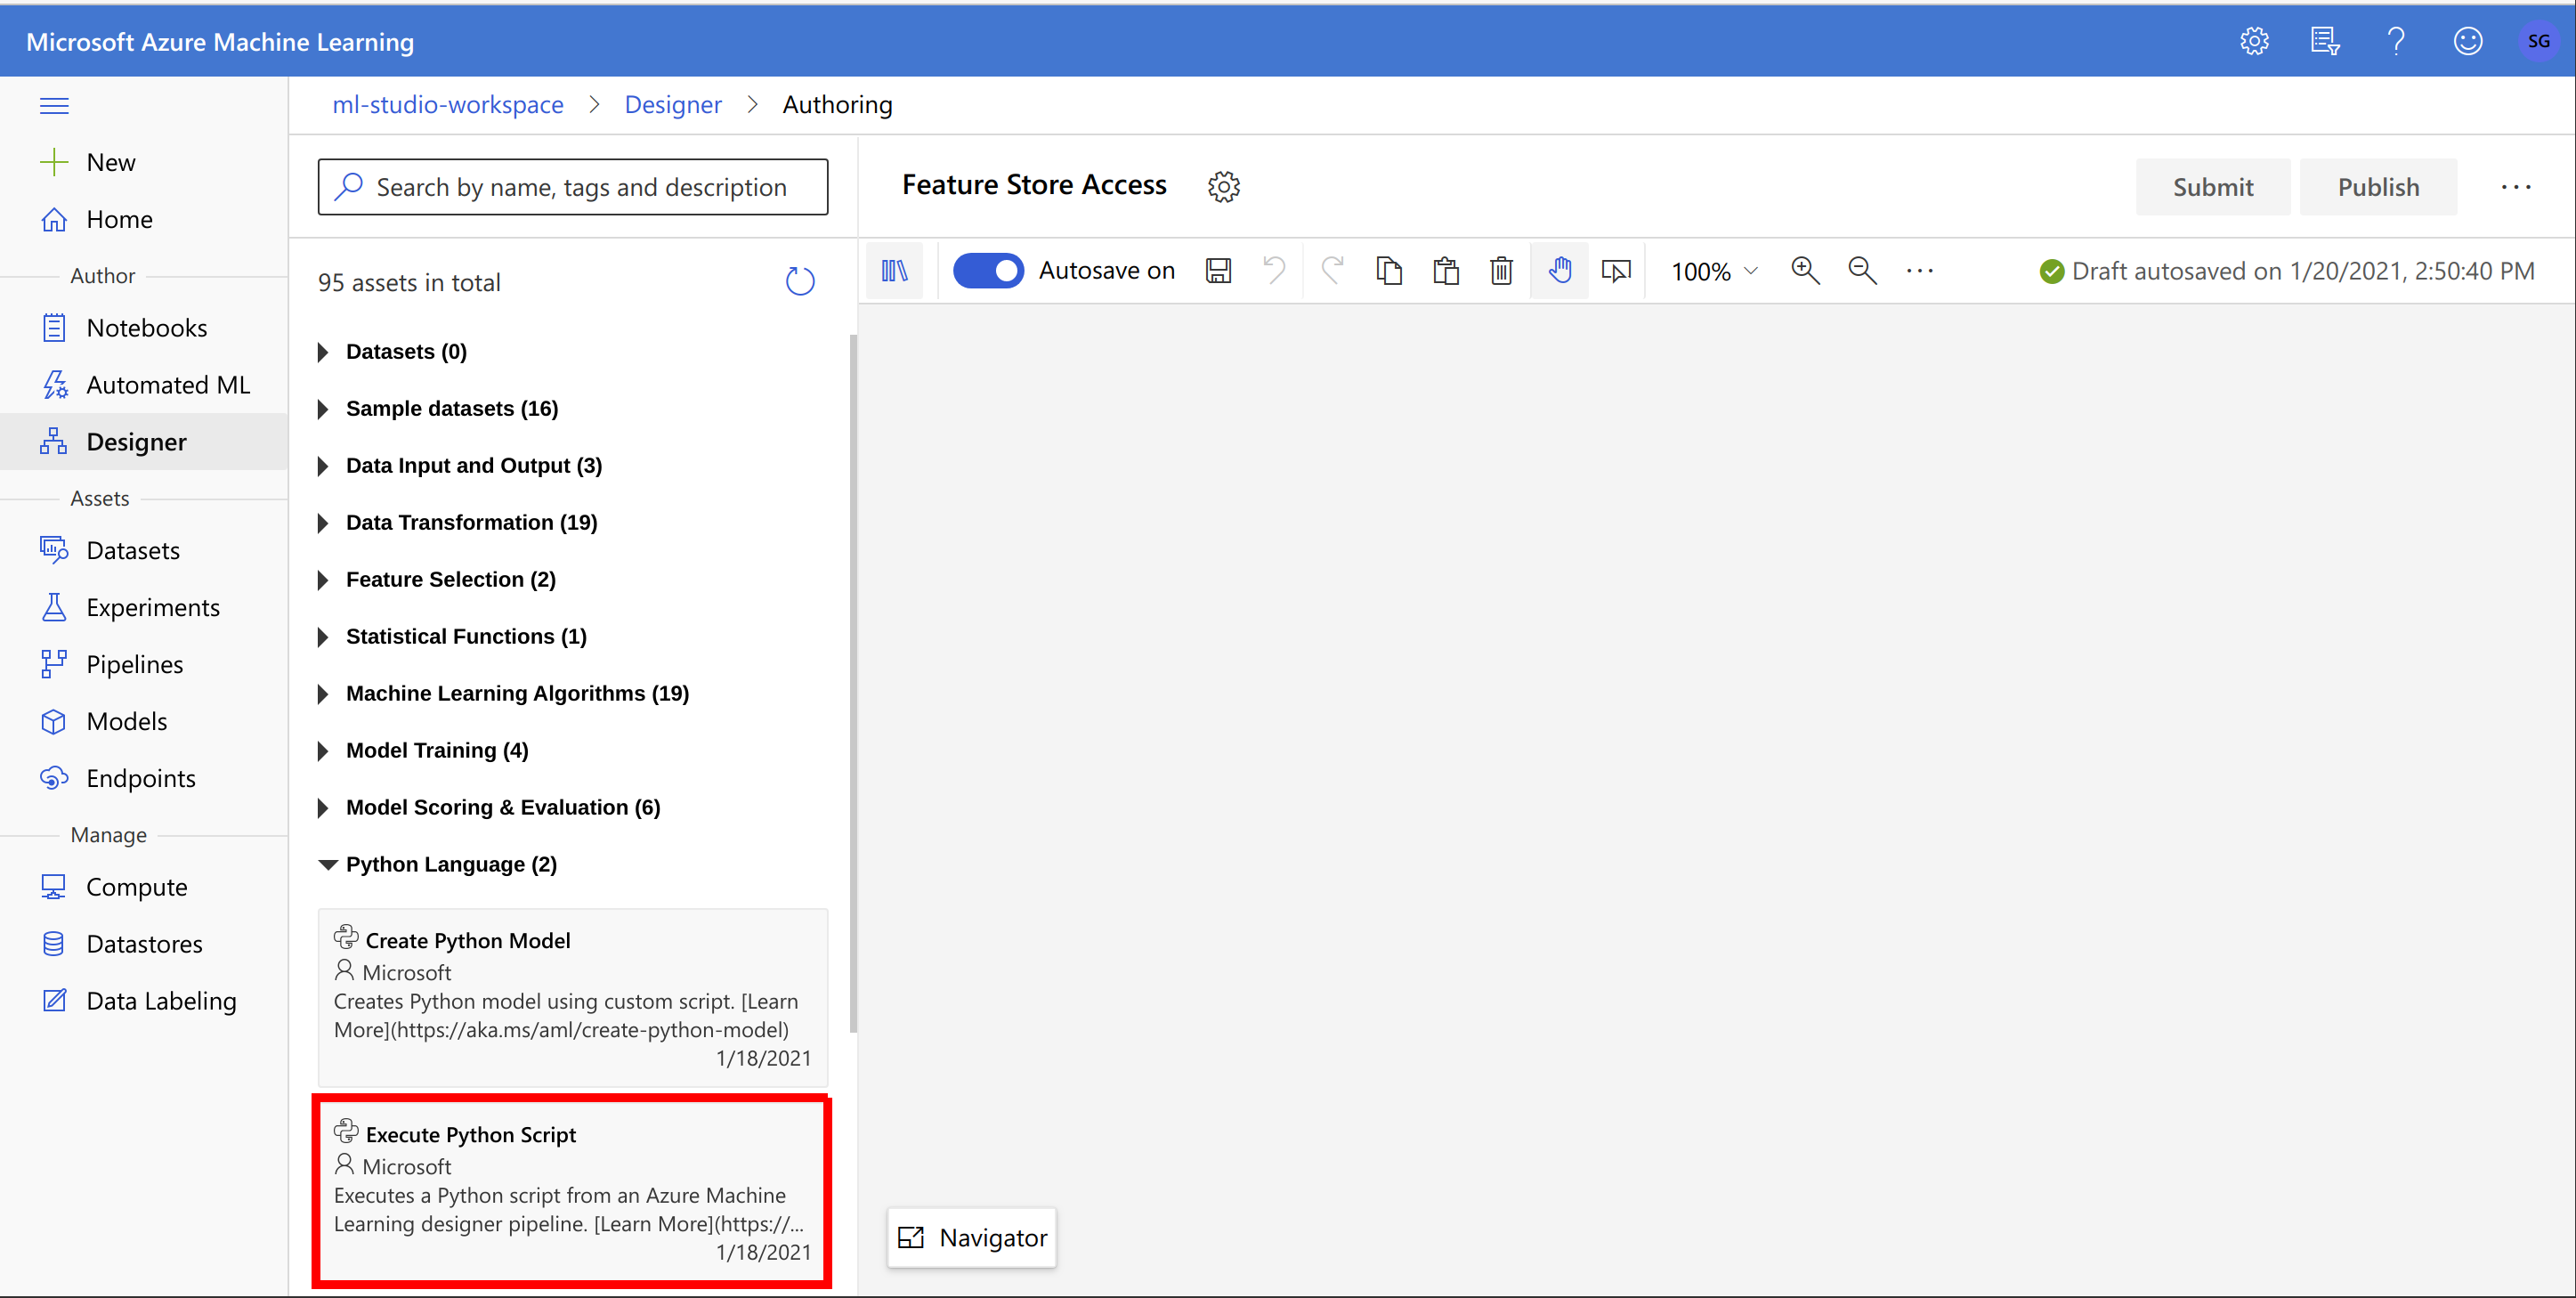 Microsoft Azure Machine Learning
SG
ml-studio-workspace > Designer > Authoring
New
Home
Author
Notebooks
Automated ML
Designer
Assets
Datasets
Experiments
Pipelines
Models
Endpoints
Manage
Compute
Datastores
Data Labeling
Search by name, tags and description
95 assets in total
Datasets (0)
Sample datasets (16)
Data Input and Output (3)
Data Transformation (19)
Feature Selection (2)
Statistical Functions (1)
Machine Learning Algorithms (19)
Model Training (4)
Model Scoring & Evaluation (6)
Python Language (2)
Create Python Model
Microsoft
Creates Python model using custom script. [Learn
More](https://aka.ms/aml/create-python-model)
1/18/2021
Execute Python Script
Microsoft
Executes a Python script from an Azure Machine
Learning designer pipeline. [Learn More](https://...
1/18/2021
Feature Store Access
Submit
Publish
Autosave on
100%
Draft autosaved on 1/20/2021, 2:50:40 PM
Navigator